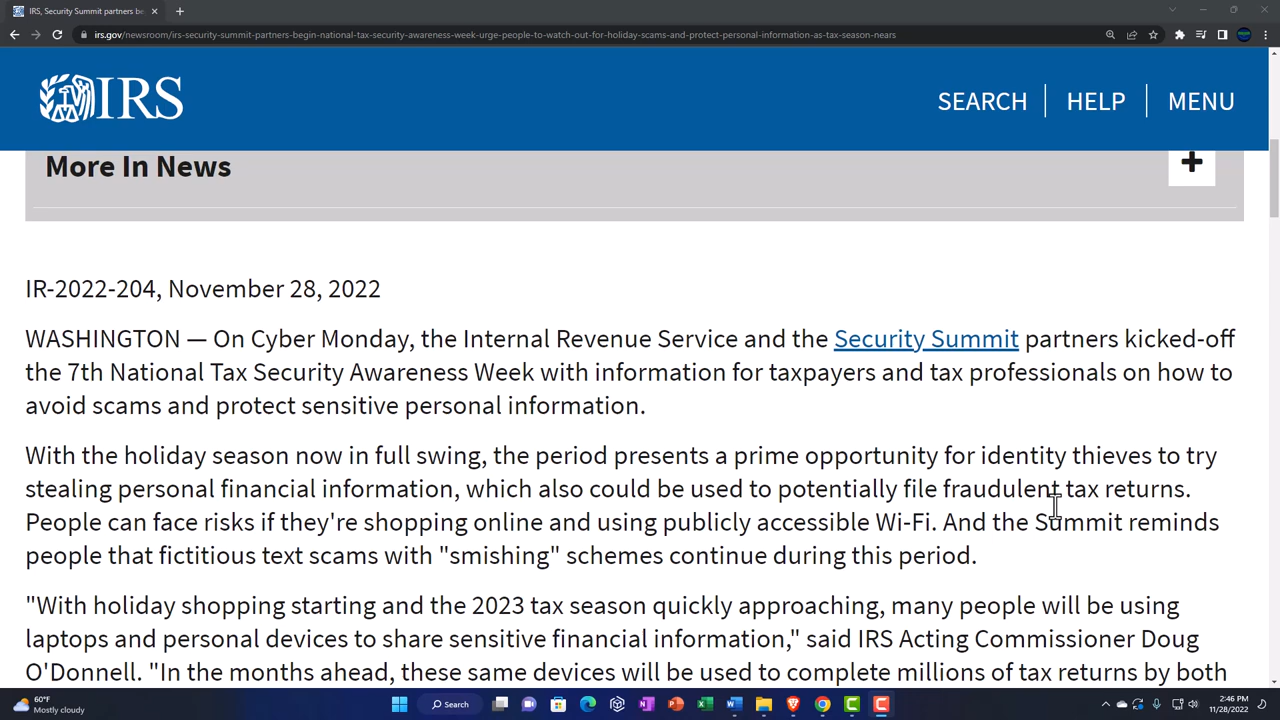 IRS, Security Summit partners be
irs.gov/newsroom/irs-security-summit-partners-begin-national-tax-security-awareness-week-urge-people-to-watch-out-for-holiday-scams-and-protect-personal-information-as-tax-season-nears
IRS
SEARCH
HELP
MENU
More In News
IR-2022-204, November 28, 2022
WASHINGTON — On Cyber Monday, the Internal Revenue Service and the Security Summit partners kicked-off
the 7th National Tax Security Awareness Week with information for taxpayers and tax professionals on how to
avoid scams and protect sensitive personal information.
With the holiday season now in full swing, the period presents a prime opportunity for identity thieves to try
stealing personal financial information, which also could be used to potentially file fraudulent tax returns.
People can face risks if they're shopping online and using publicly accessible Wi-Fi. And the Summit reminds
people that fictitious text scams with "smishing" schemes continue during this period.
"With holiday shopping starting and the 2023 tax season quickly approaching, many people will be using
laptops and personal devices to share sensitive financial information," said IRS Acting Commissioner Doug
O'Donnell. "In the months ahead, these same devices will be used to complete millions of tax returns by both
60°F
Mostly cloudy
Search
2:46 PM
11/28/2022